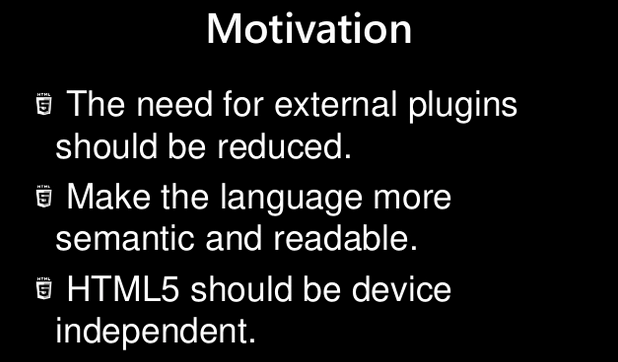 Motivation
The need for external plugins
should be reduced.
Make the language more
semantic and readable.
HTML5 should be device
independent.